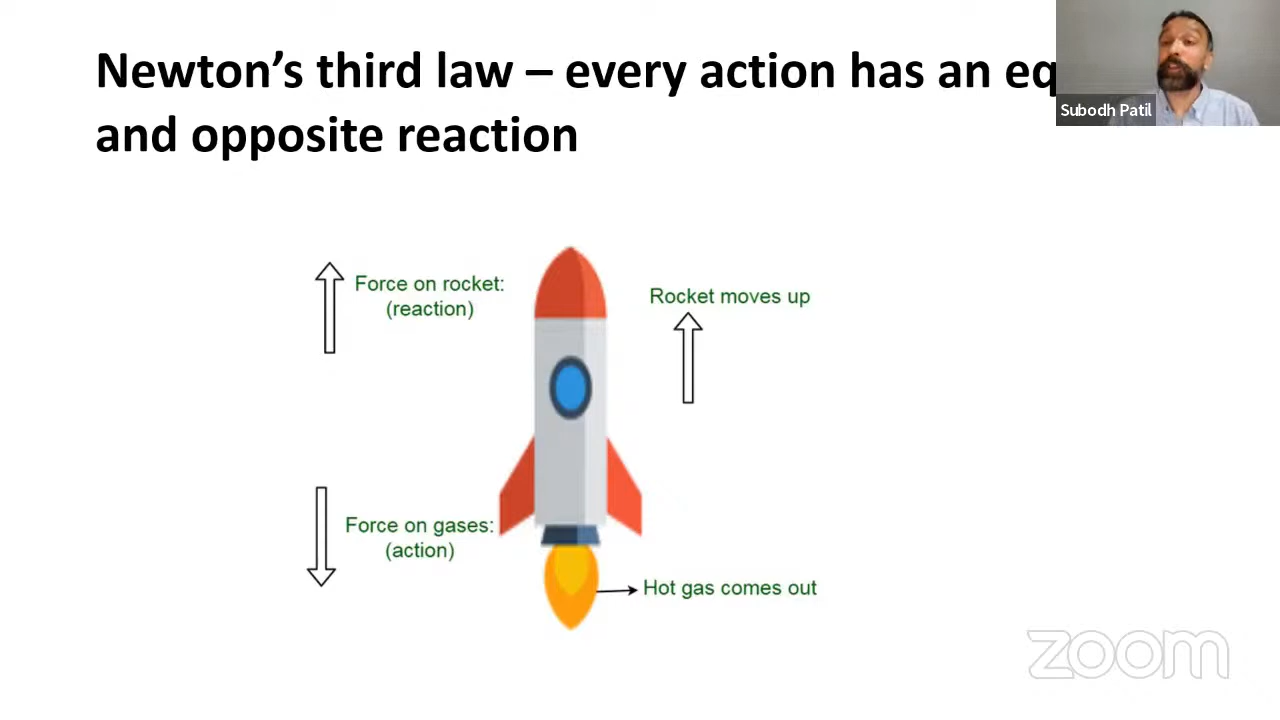 Newton's third law – every action has an eq
and opposite reaction
Subodh Patil
Force on rocket:
(reaction)
Rocket moves up
Force on gases:
(action)
Hot gas comes out
zoom